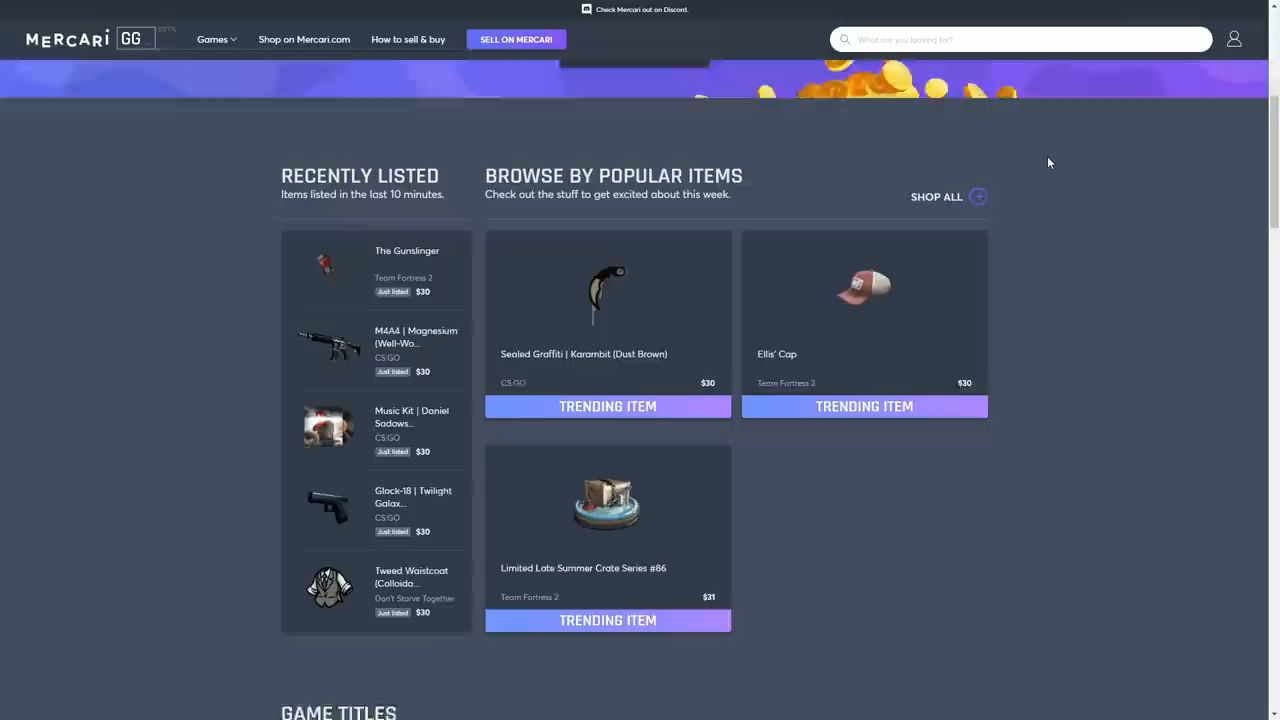 Check Mercari out on Discord.
MERCARI GG BETA
Games
Shop on Mercari.com
How to sell & buy
SELL ON MERCARI
What are you looking for?
RECENTLY LISTED
Items listed in the last 10 minutes.
The Gunslinger
Team Fortress 2
Just listed $30
M4A4 | Magnesium
(Well-Wo...
CS:GO
Just listed $30
Music Kit | Daniel
Sadows...
CS:GO
Just listed $30
Glock-18 | Twilight
Galax...
CS:GO
Just listed $30
Tweed Waistcoat
(Colloida...
Don't Starve Together
Just listed $30
BROWSE BY POPULAR ITEMS
Check out the stuff to get excited about this week.
SHOP ALL
Sealed Graffiti | Karambit (Dust Brown)
CS:GO $30
TRENDING ITEM
Ellis' Cap
Team Fortress 2 $30
TRENDING ITEM
Limited Late Summer Crate Series #86
Team Fortress 2 $31
TRENDING ITEM
GAME TITLES